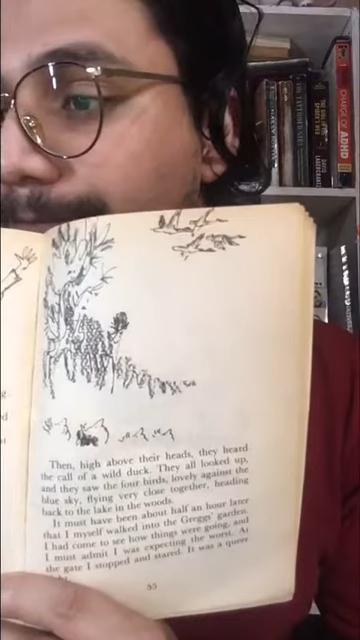 Then, high above their heads, they heard
the call of a wild duck. They all looked up,
and they saw the four birds, lovely against the
blue sky, flying very close together, heading
back to the lake in the woods.
It must have been about half an hour later
that I myself walked into the Greggs' garden.
I had come to see how things were going, and
I must admit I was expecting the worst. At
the gate I stopped and stared. It was a queer
55
CHARGE
OF ADHD
DAVID
LAGERCRANTZ